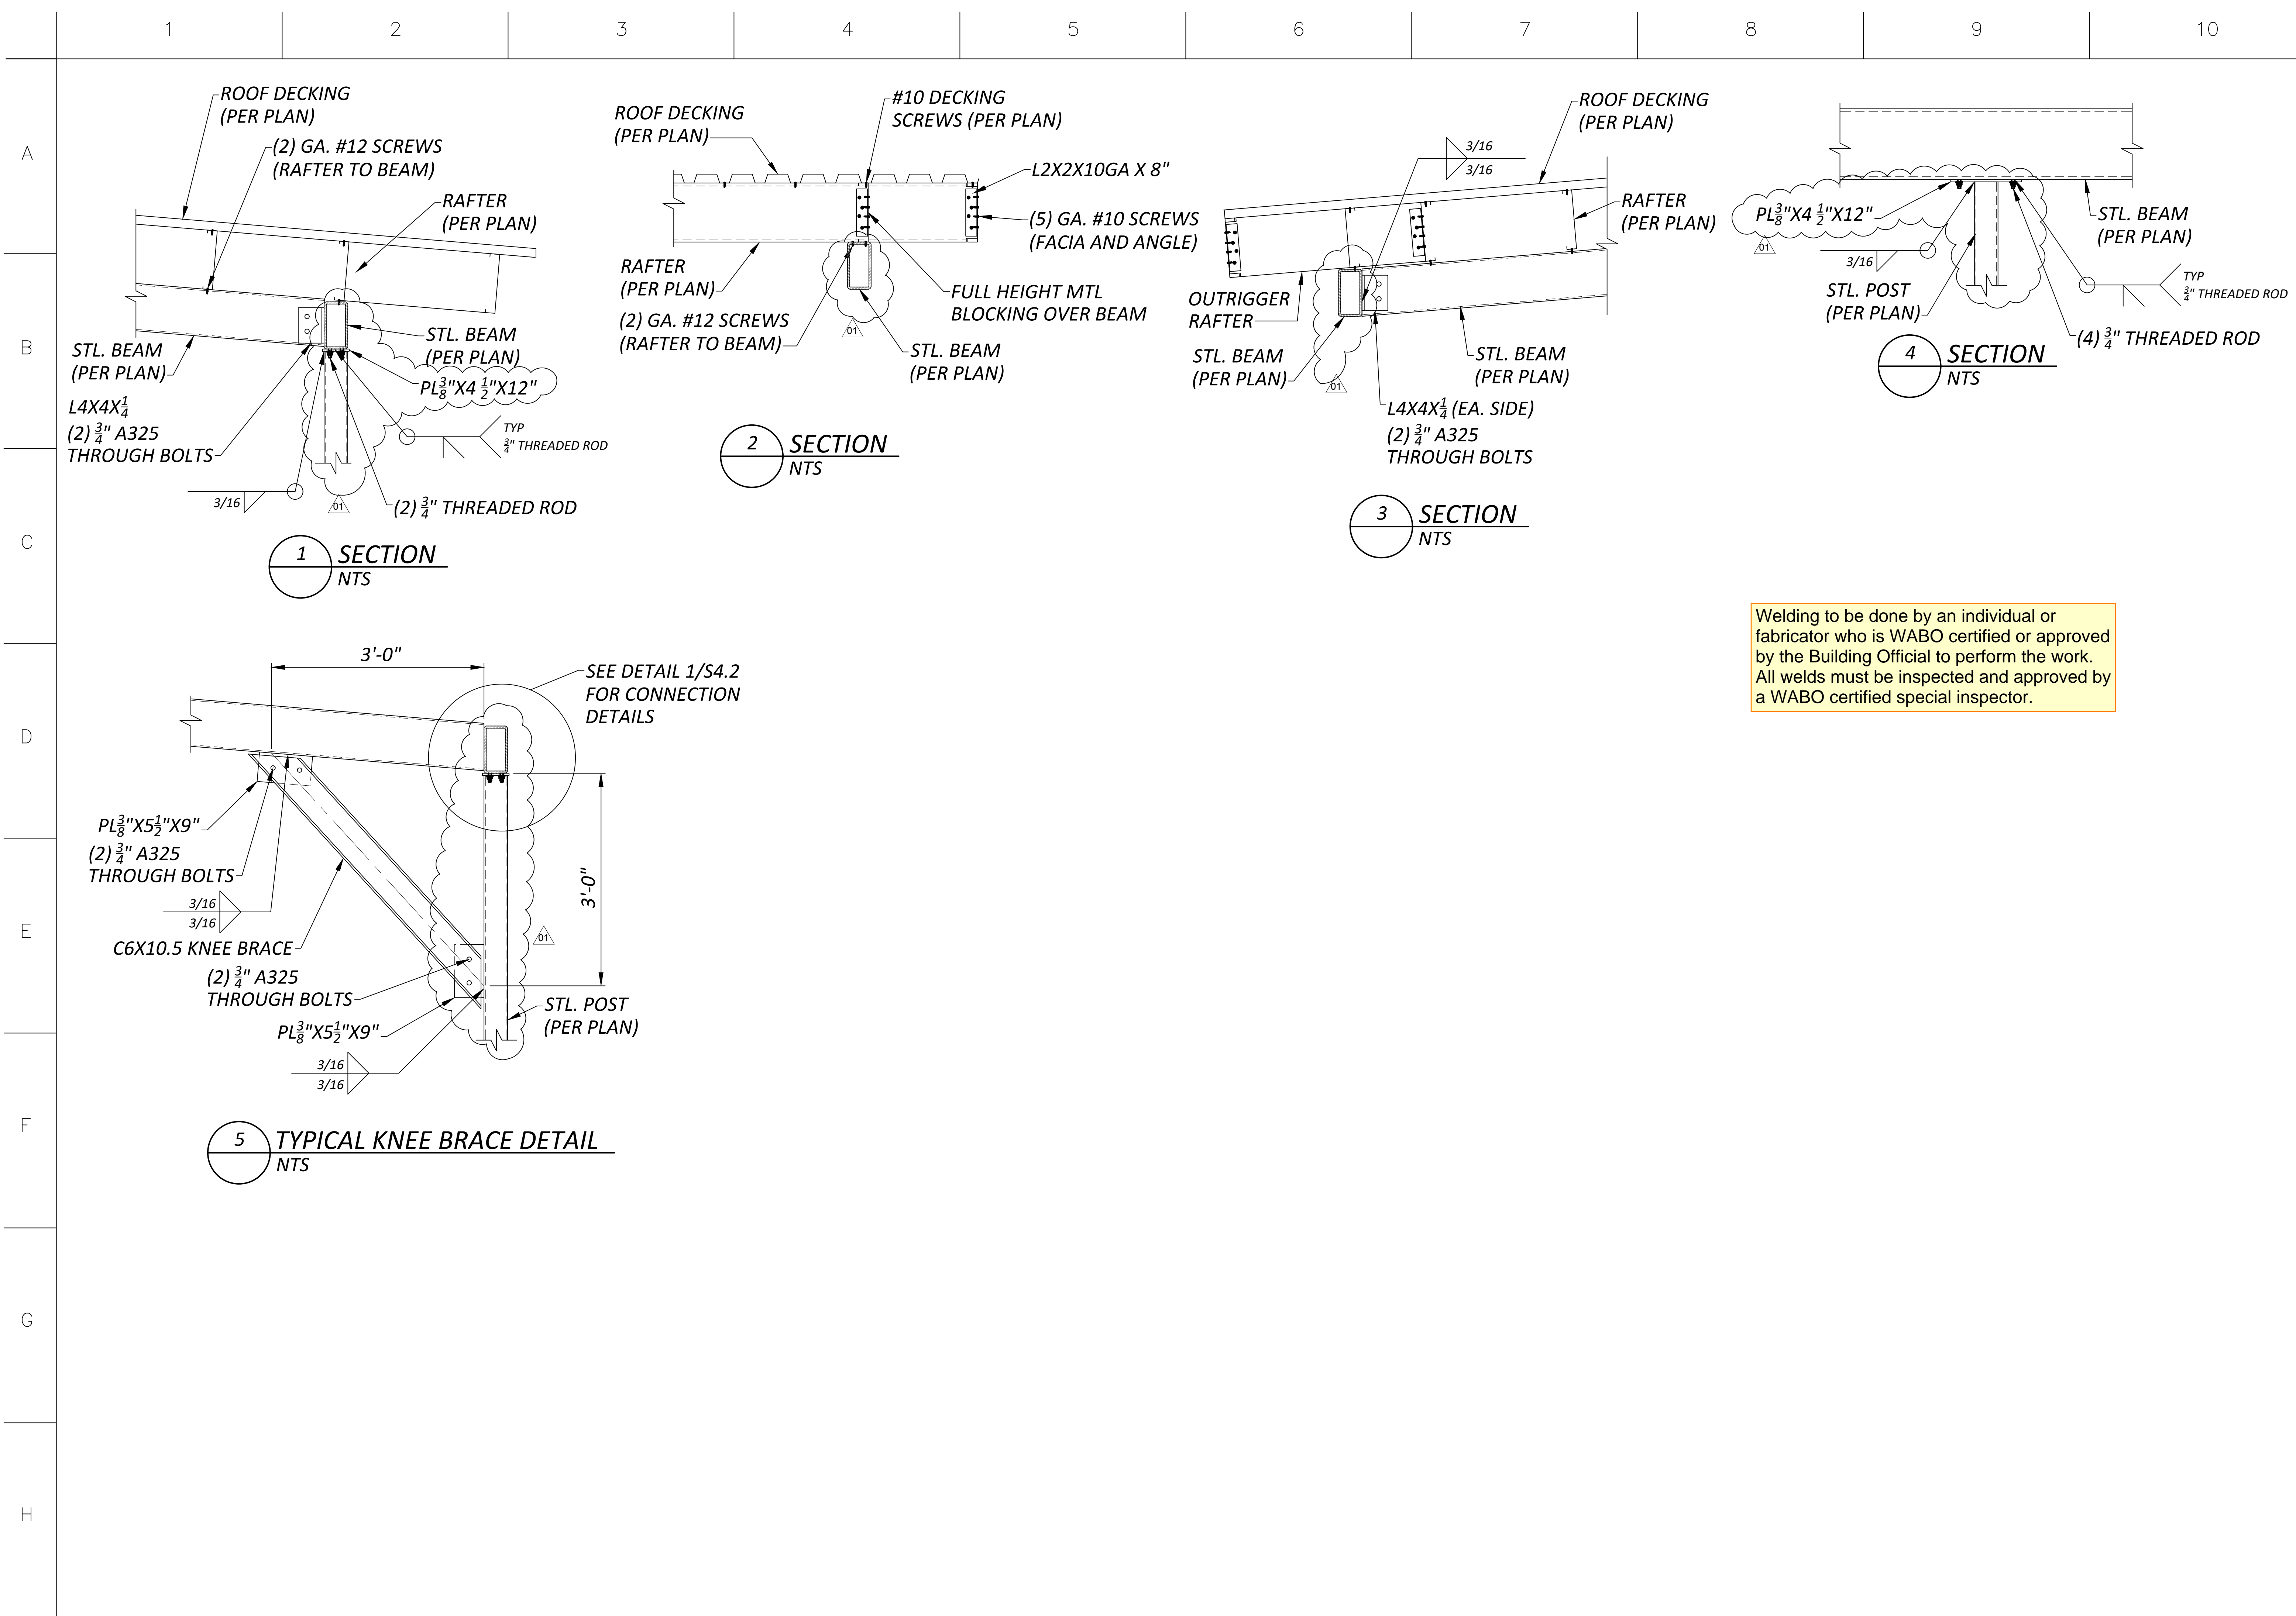 1 2 3 4 5 6 7 8 9 10
A
B
C
D
E
F
G
H
ROOF DECKING
(PER PLAN)
(2) GA. #12 SCREWS
(RAFTER TO BEAM)
RAFTER
(PER PLAN)
STL. BEAM
(PER PLAN)
STL. BEAM
(PER PLAN)
PL3/8"X4 1/2"X12"
L4X4X1/4
(2) 3/4" A325
THROUGH BOLTS
TYP
3/4" THREADED ROD
3/16
01
(2) 3/4" THREADED ROD
1 SECTION
NTS
ROOF DECKING
(PER PLAN)
#10 DECKING
SCREWS (PER PLAN)
L2X2X10GA X 8"
(5) GA. #10 SCREWS
(FACIA AND ANGLE)
RAFTER
(PER PLAN)
(2) GA. #12 SCREWS
(RAFTER TO BEAM)
FULL HEIGHT MTL
BLOCKING OVER BEAM
01
STL. BEAM
(PER PLAN)
2 SECTION
NTS
ROOF DECKING
(PER PLAN)
3/16
3/16
RAFTER
(PER PLAN)
OUTRIGGER
RAFTER
STL. BEAM
(PER PLAN)
01
STL. BEAM
(PER PLAN)
L4X4X1/4 (EA. SIDE)
(2) 3/4" A325
THROUGH BOLTS
3 SECTION
NTS
PL3/8"X4 1/2"X12"
01
STL. BEAM
(PER PLAN)
3/16
TYP
3/4" THREADED ROD
STL. POST
(PER PLAN)
(4) 3/4" THREADED ROD
4 SECTION
NTS
Welding to be done by an individual or
fabricator who is WABO certified or approved
by the Building Official to perform the work.
All welds must be inspected and approved by
a WABO certified special inspector.
3'-0"
SEE DETAIL 1/S4.2
FOR CONNECTION
DETAILS
PL3/8"X5 1/2"X9"
(2) 3/4" A325
THROUGH BOLTS
3/16
3/16
3'-0"
01
C6X10.5 KNEE BRACE
(2) 3/4" A325
THROUGH BOLTS
STL. POST
(PER PLAN)
PL3/8"X5 1/2"X9"
3/16
3/16
5 TYPICAL KNEE BRACE DETAIL
NTS